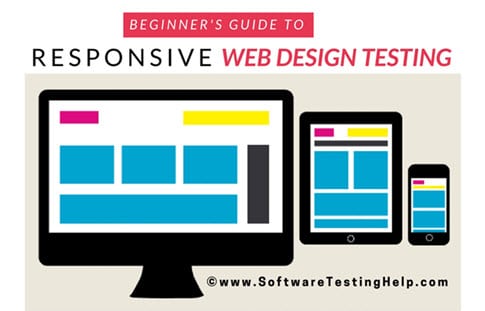 BEGINNER'S GUIDE TO
RESPONSIVE WEB DESIGN TESTING
©www.SoftwareTestingHelp.com